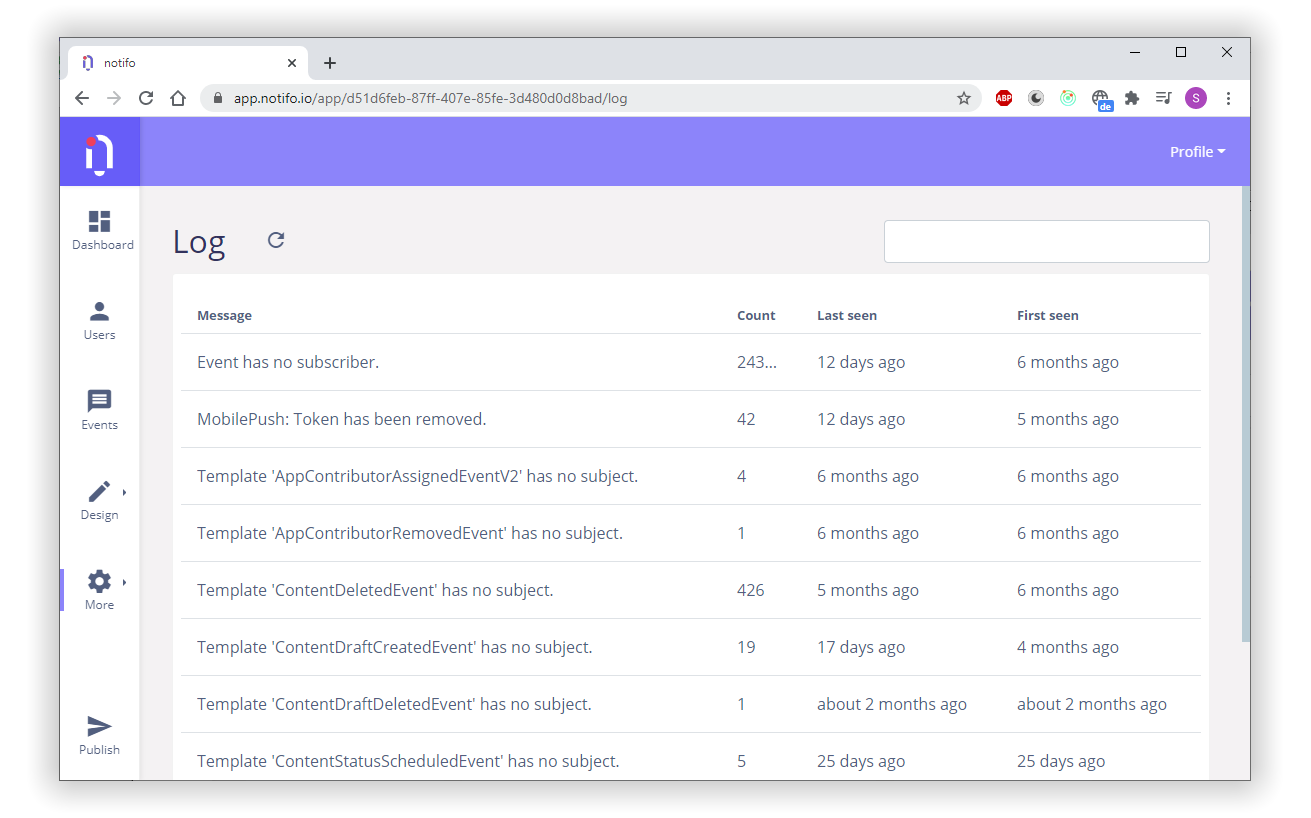 notifo
app.notifo.io/app/d51d6feb-87ff-407e-85fe-3d480d0d8bad/log
ABP
de
S
Profile
Dashboard
Users
Events
Design
More
Publish
Log
Message Count Last seen First seen
Event has no subscriber. 243... 12 days ago 6 months ago
MobilePush: Token has been removed. 42 12 days ago 5 months ago
Template 'AppContributorAssignedEventV2' has no subject. 4 6 months ago 6 months ago
Template 'AppContributorRemovedEvent' has no subject. 1 6 months ago 6 months ago
Template 'ContentDeletedEvent' has no subject. 426 5 months ago 6 months ago
Template 'ContentDraftCreatedEvent' has no subject. 19 17 days ago 4 months ago
Template 'ContentDraftDeletedEvent' has no subject. 1 about 2 months ago about 2 months ago
Template 'ContentStatusScheduledEvent' has no subject. 5 25 days ago 25 days ago